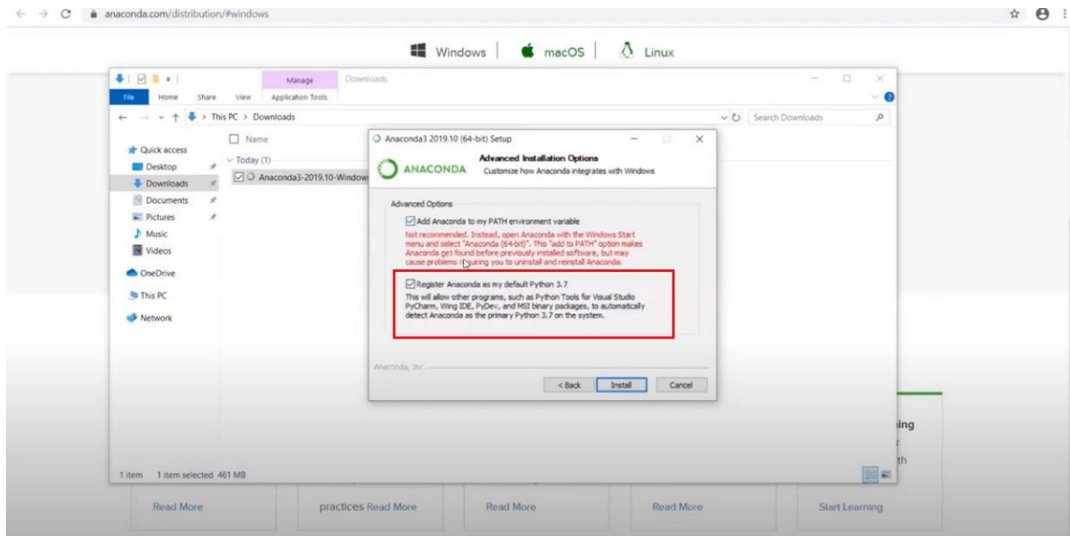 anaconda.com/distribution/#windows
Windows
macOS
Linux
Manage
Downloads
File
Home
Share
View
Application Tools
This PC > Downloads
Search Downloads
Quick access
Desktop
Downloads
Documents
Pictures
Music
Videos
OneDrive
This PC
Network
Name
Today (1)
Anaconda3-2019.10-Window
Anaconda3 2019.10 (64-bit) Setup
ANACONDA
Advanced Installation Options
Customize how Anaconda integrates with Windows
Advanced Options
Add Anaconda to my PATH environment variable
Not recommended. Instead, open Anaconda with the Windows Start
menu and select "Anaconda (64-bit)". This "add to PATH" option makes
Anaconda get found before previously installed software, but may
cause problems requiring you to uninstall and reinstall Anaconda.
Register Anaconda as my default Python 3.7
This will allow other programs, such as Python Tools for Visual Studio
PyCharm, Wing IDE, PyDev, and MSI binary packages, to automatically
detect Anaconda as the primary Python 3.7 on the system.
Anaconda, Inc.
< Back
Install
Cancel
1 item
1 item selected 461 MB
ing
r
th
Read More
practices Read More
Read More
Read More
Start Learning